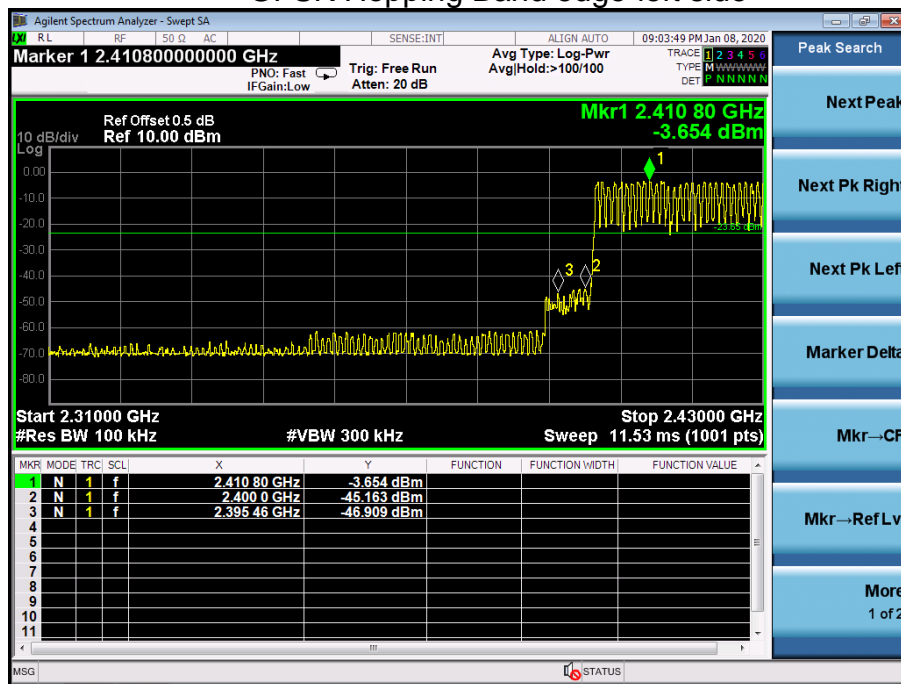 Agilent Spectrum Analyzer - Swept SA
LXI RL RF 50 Ω AC SENSE:INT ALIGN AUTO 09:03:49 PM Jan 08, 2020
Marker 1 2.410800000000 GHz
PNO: Fast
IFGain:Low
Trig: Free Run
Atten: 20 dB
Avg Type: Log-Pwr
Avg|Hold:>100/100
TRACE 1 2 3 4 5 6
TYPE M W W W W W
DET P N N N N N
Peak Search
Mkr1 2.410 80 GHz
-3.654 dBm
Ref Offset 0.5 dB
10 dB/div Ref 10.00 dBm
Log
0.00
-10.0
-20.0
-30.0
-40.0
-50.0
-60.0
-70.0
-80.0
1
-23.65 dBm
3 2
Start 2.31000 GHz Stop 2.43000 GHz
#Res BW 100 kHz #VBW 300 kHz Sweep 11.53 ms (1001 pts)
MKR MODE TRC SCL X Y FUNCTION FUNCTION WIDTH FUNCTION VALUE
1 N 1 f 2.410 80 GHz -3.654 dBm
2 N 1 f 2.400 0 GHz -45.163 dBm
3 N 1 f 2.395 46 GHz -46.909 dBm
4
5
6
7
8
9
10
11
MSG STATUS
Next Peak
Next Pk Right
Next Pk Left
Marker Delta
Mkr→CF
Mkr→Ref Lv
More
1 of 2